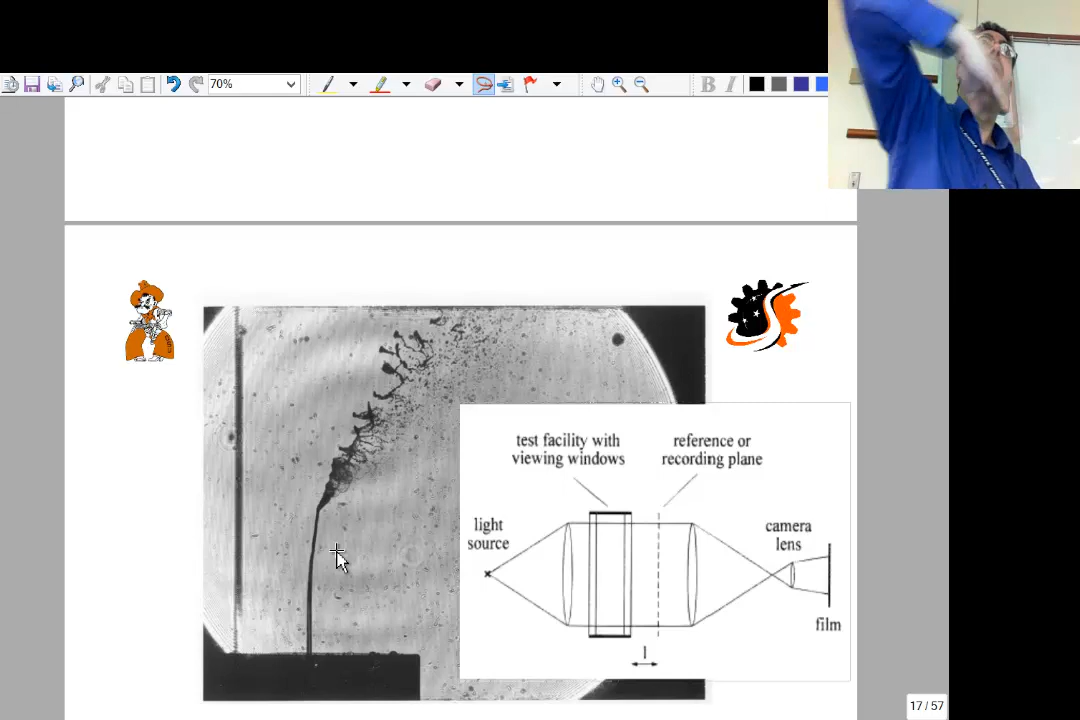 70%
B I
test facility with
viewing windows
reference or
recording plane
light
source
camera
lens
film
l
17 / 57